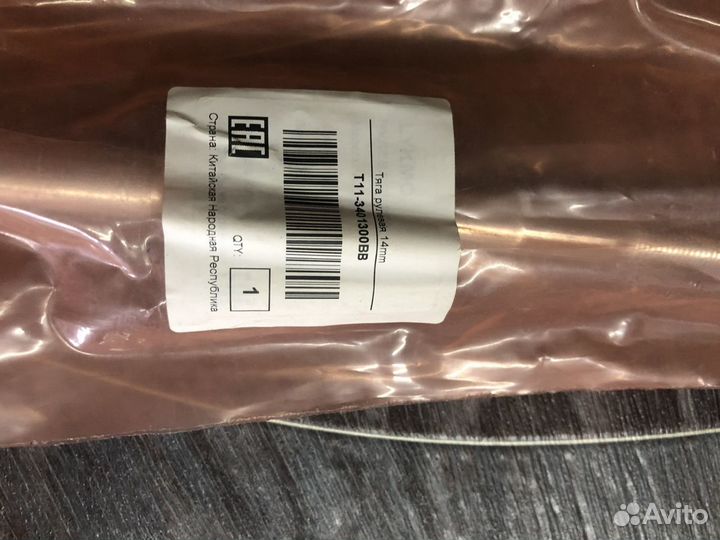 Тяга рулевая 14mm
T11-3401300BB
EAC
QTY: 1
Страна: Китайская Народная Республика
Avito